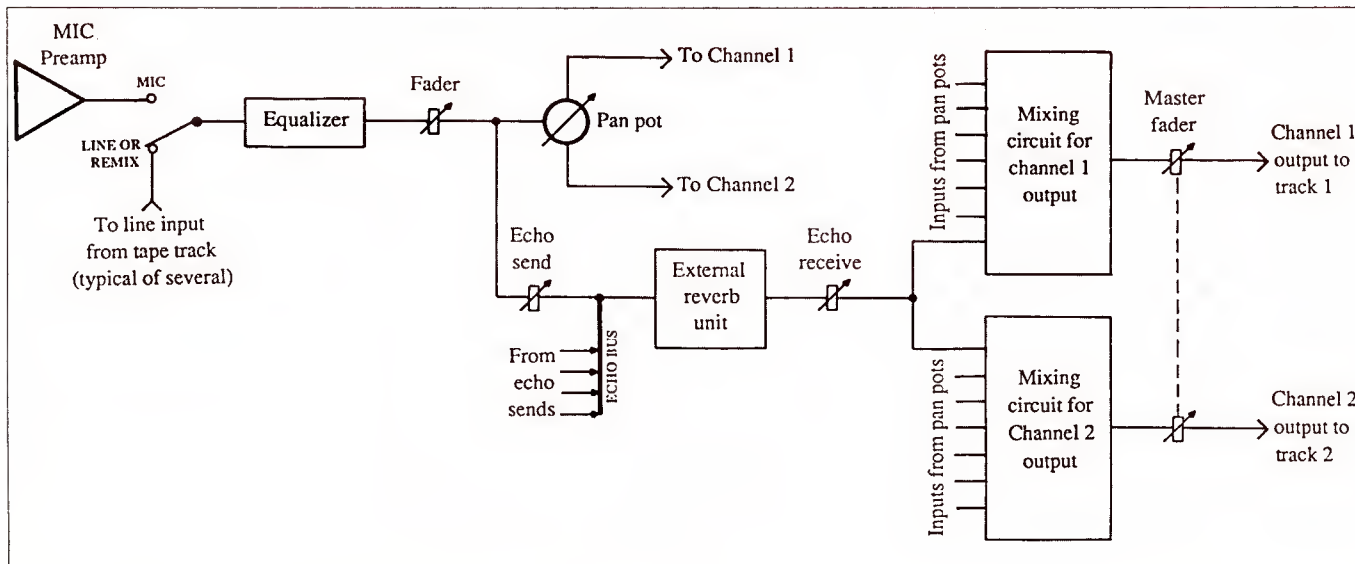 MIC
Preamp
MIC
LINE OR
REMIX
To line input
from tape track
(typical of several)
Equalizer
Fader
To Channel 1
Pan pot
To Channel 2
Echo
send
From
echo
sends
ECHO BUS
External
reverb
unit
Echo
receive
Inputs from pan pots
Mixing
circuit for
channel 1
output
Master
fader
Channel 1
output to
track 1
Inputs from pan pots
Mixing
circuit for
Channel 2
output
Channel 2
output to
track 2